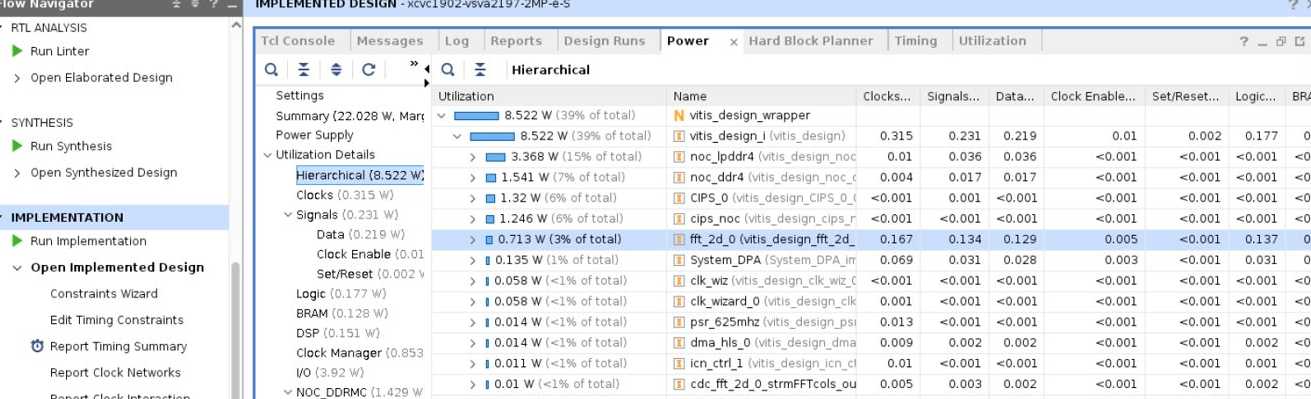 Flow Navigator
IMPLEMENTED DESIGN - xcvc1902-vsva2197-2MP-e-S
RTL ANALYSIS
Run Linter
Open Elaborated Design
SYNTHESIS
Run Synthesis
Open Synthesized Design
IMPLEMENTATION
Run Implementation
Open Implemented Design
Constraints Wizard
Edit Timing Constraints
Report Timing Summary
Report Clock Networks
Report Clock Interaction
Tcl Console Messages Log Reports Design Runs Power × Hard Block Planner Timing Utilization
Settings
Summary (22.028 W, Marg
Power Supply
Utilization Details
Hierarchical (8.522 W)
Clocks (0.315 W)
Signals (0.231 W)
Data (0.219 W)
Clock Enable (0.01
Set/Reset (0.002 W
Logic (0.177 W)
BRAM (0.128 W)
DSP (0.151 W)
Clock Manager (0.853
I/O (3.92 W)
NOC_DDRMC (1.429 W)
Hierarchical
Utilization Name Clocks... Signals... Data... Clock Enable... Set/Reset... Logic... BRA
8.522 W (39% of total) N vitis_design_wrapper
8.522 W (39% of total) vitis_design_i (vitis_design) 0.315 0.231 0.219 0.01 0.002 0.177 0
3.368 W (15% of total) noc_lpddr4 (vitis_design_noc 0.01 0.036 0.036 <0.001 <0.001 <0.001 <0
1.541 W (7% of total) noc_ddr4 (vitis_design_noc_d 0.004 0.017 0.017 <0.001 <0.001 <0.001 <0
1.32 W (6% of total) CIPS_0 (vitis_design_CIPS_0_0 <0.001 <0.001 <0.001 <0.001 <0.001 <0.001 <0
1.246 W (6% of total) cips_noc (vitis_design_cips_n <0.001 <0.001 <0.001 <0.001 <0.001 <0.001 <0
0.713 W (3% of total) fft_2d_0 (vitis_design_fft_2d_ 0.167 0.134 0.129 0.005 <0.001 0.137 0
0.135 W (1% of total) System_DPA (System_DPA_im 0.069 0.031 0.028 0.003 <0.001 0.031 0
0.058 W (<1% of total) clk_wiz (vitis_design_clk_wiz_0 <0.001 <0.001 <0.001 <0.001 <0.001 <0.001 <0
0.058 W (<1% of total) clk_wizard_0 (vitis_design_clk 0.001 <0.001 <0.001 <0.001 <0.001 <0.001 <0
0.014 W (<1% of total) psr_625mhz (vitis_design_psr 0.013 <0.001 <0.001 <0.001 <0.001 <0.001 <0
0.014 W (<1% of total) dma_hls_0 (vitis_design_dma 0.009 0.002 0.002 <0.001 <0.001 0.002 <0
0.011 W (<1% of total) icn_ctrl_1 (vitis_design_icn_ct 0.01 <0.001 <0.001 <0.001 <0.001 <0.001 <0
0.01 W (<1% of total) cdc_fft_2d_0_strmFFTcols_ou 0.005 0.003 0.002 <0.001 <0.001 0.002 <0